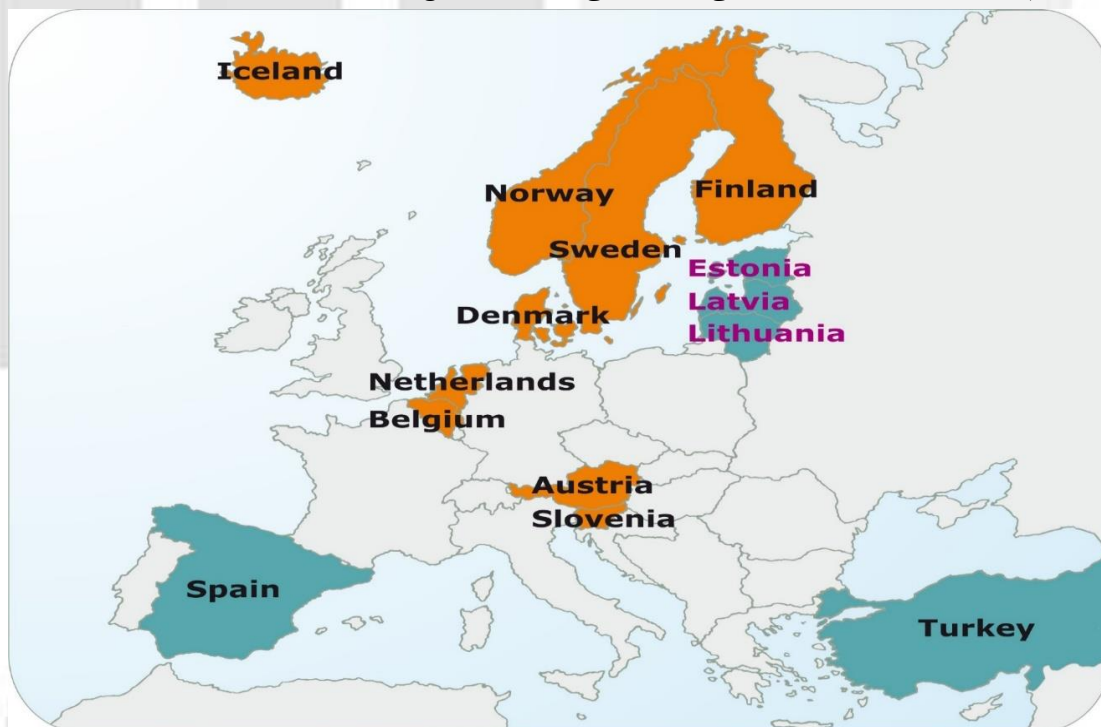 Iceland
Norway
Finland
Sweden
Estonia
Latvia
Denmark
Lithuania
Netherlands
Belgium
Austria
Slovenia
Spain
Turkey